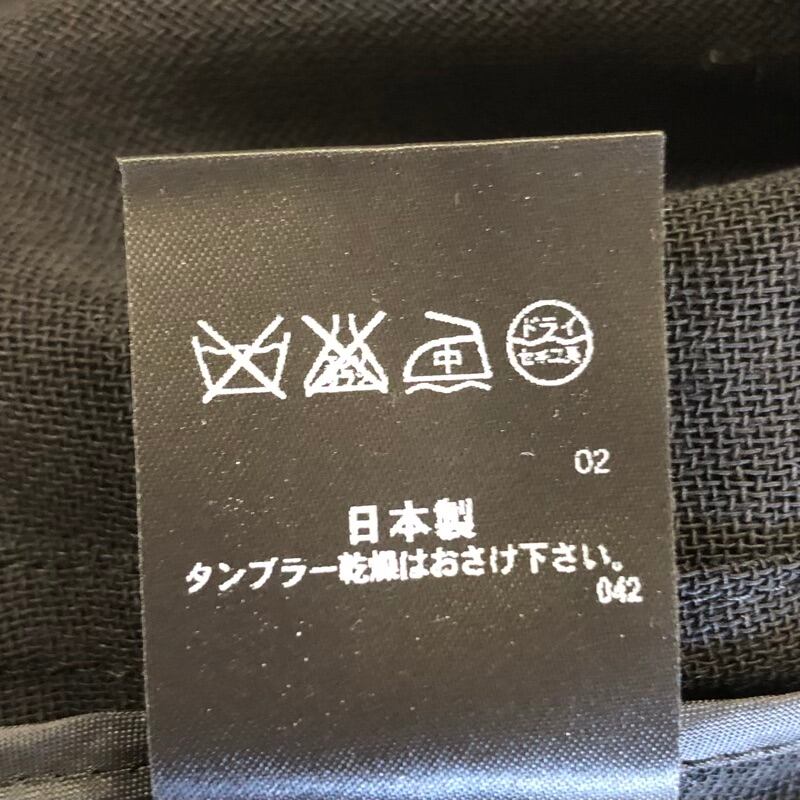 中
ドライ
セキユ系
02
日本製
タンブラー乾燥はおさけ下さい。
042